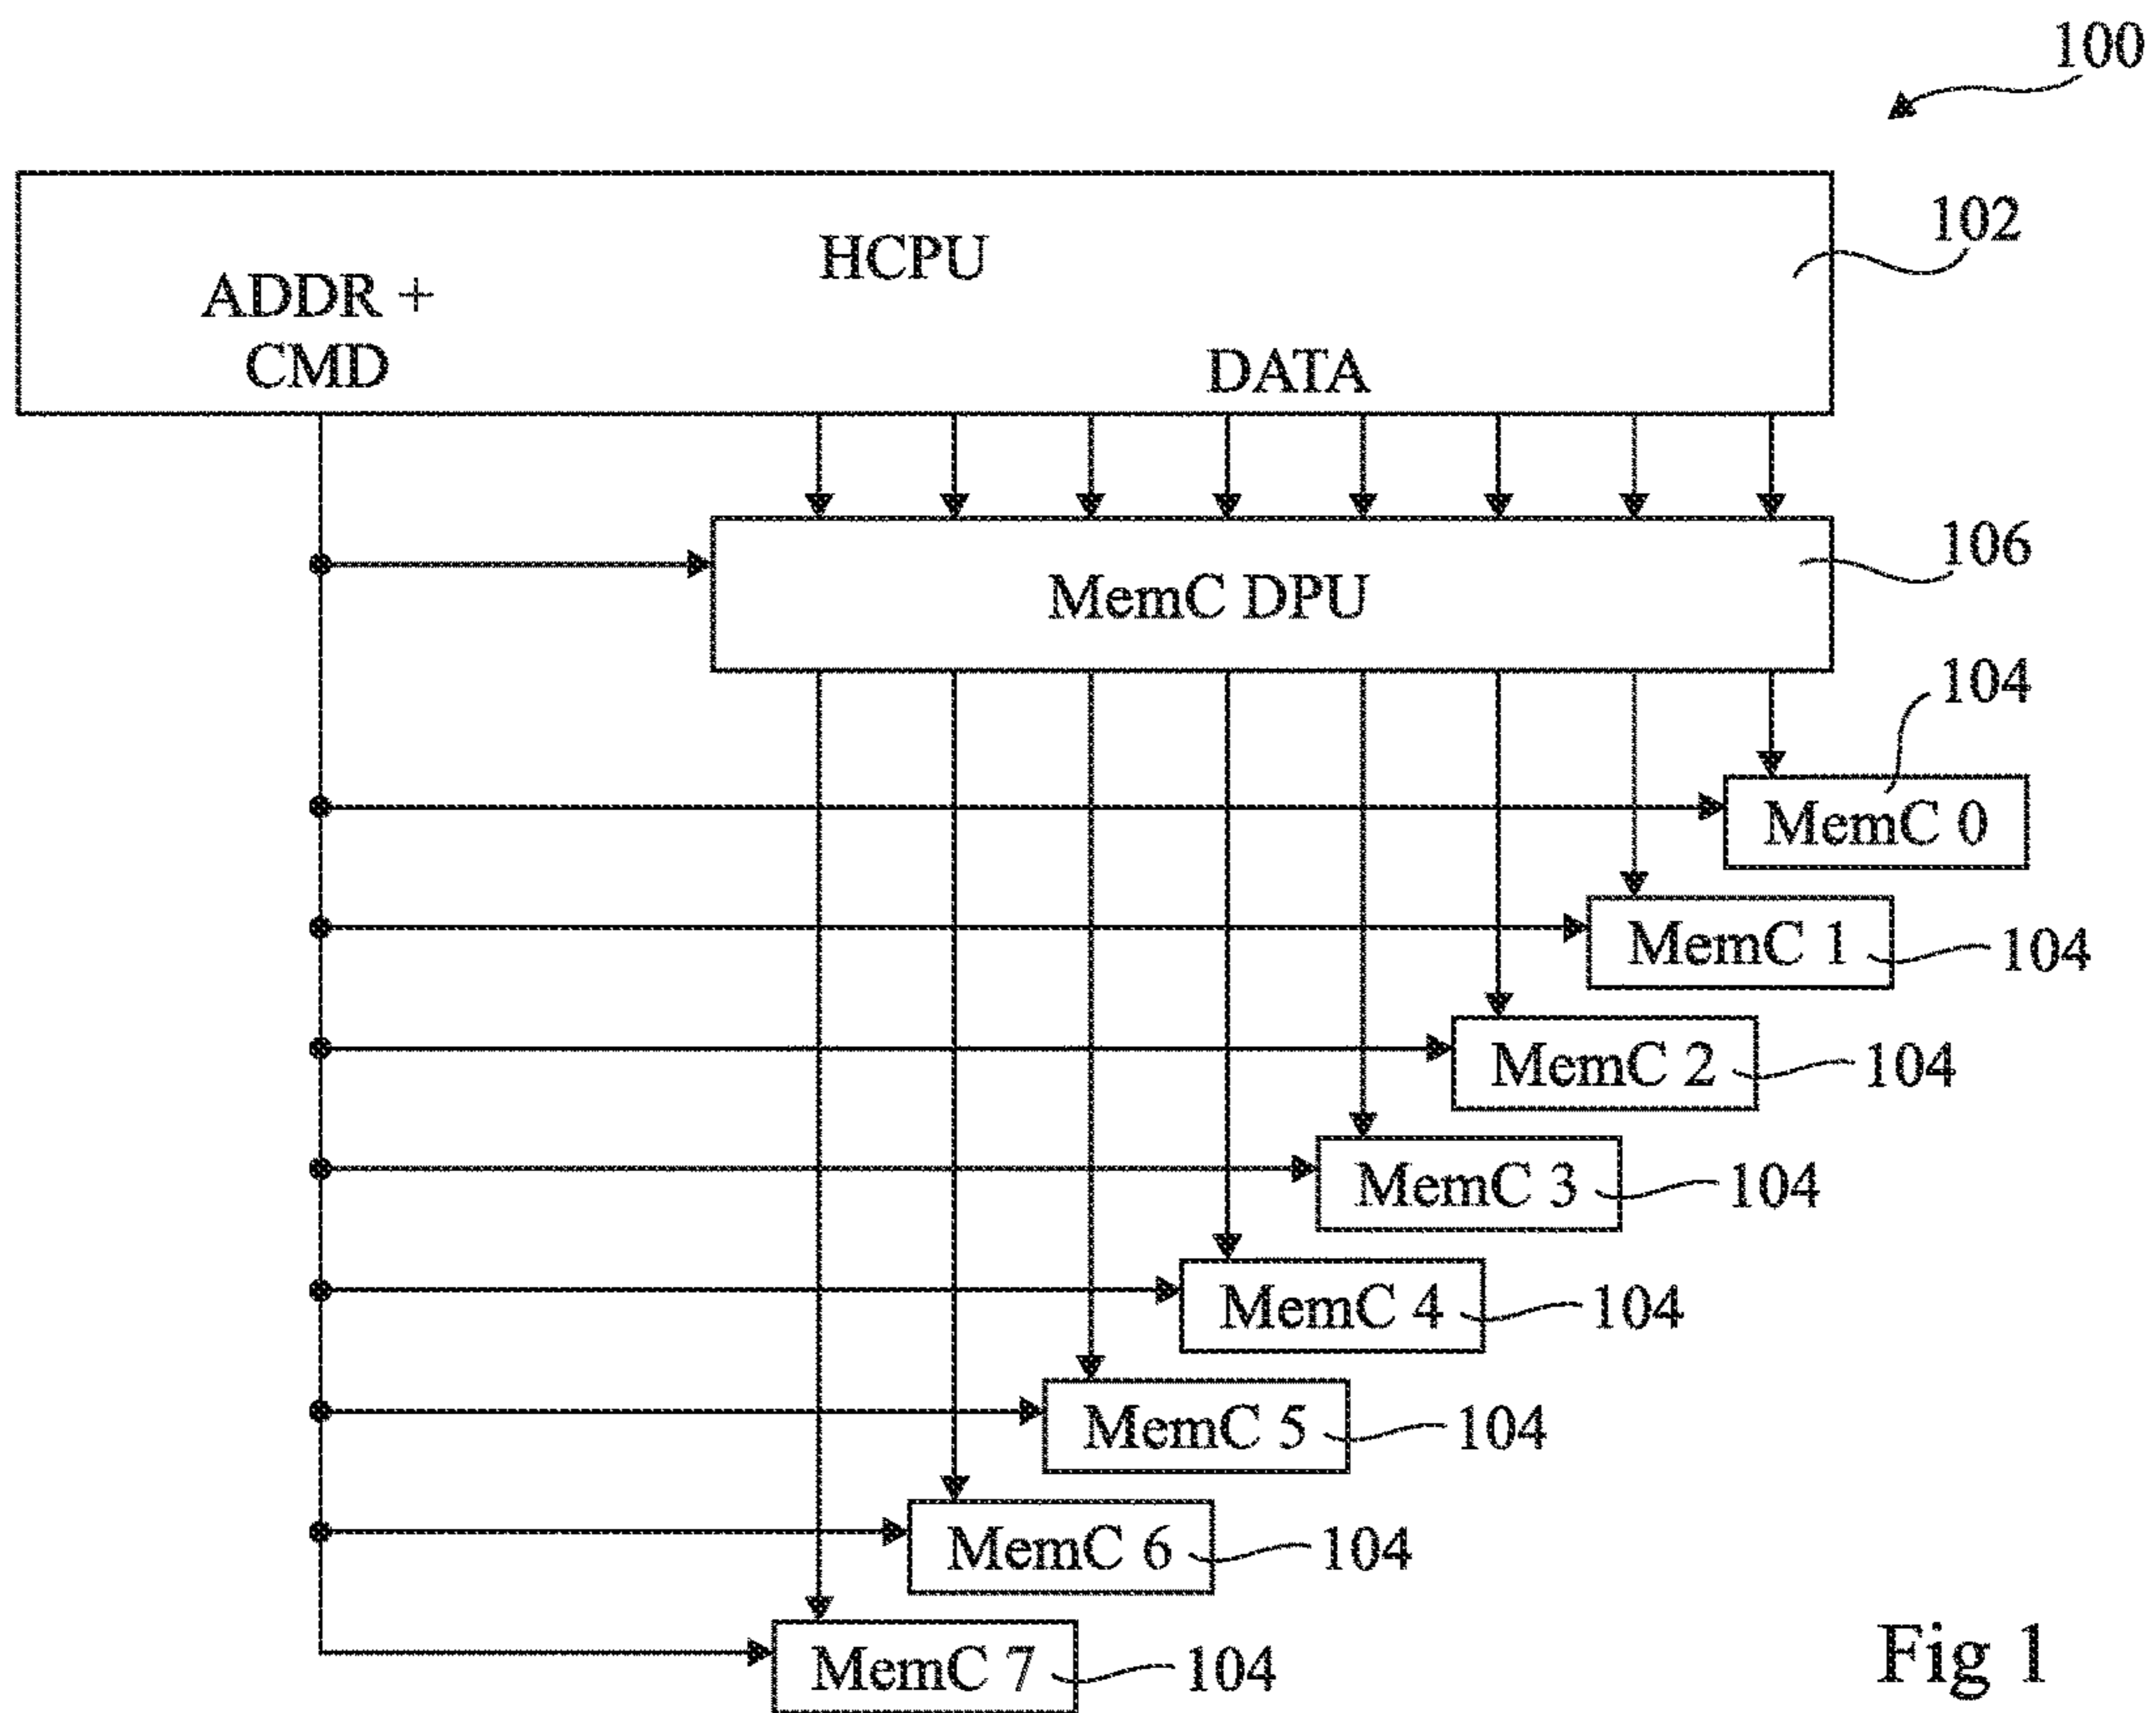 100
102
HCPU
ADDR +
CMD
DATA
106
MemC DPU
104
MemC 0
MemC 1
104
MemC 2
104
MemC 3
104
MemC 4
104
MemC 5
104
MemC 6
104
MemC 7
104
Fig 1